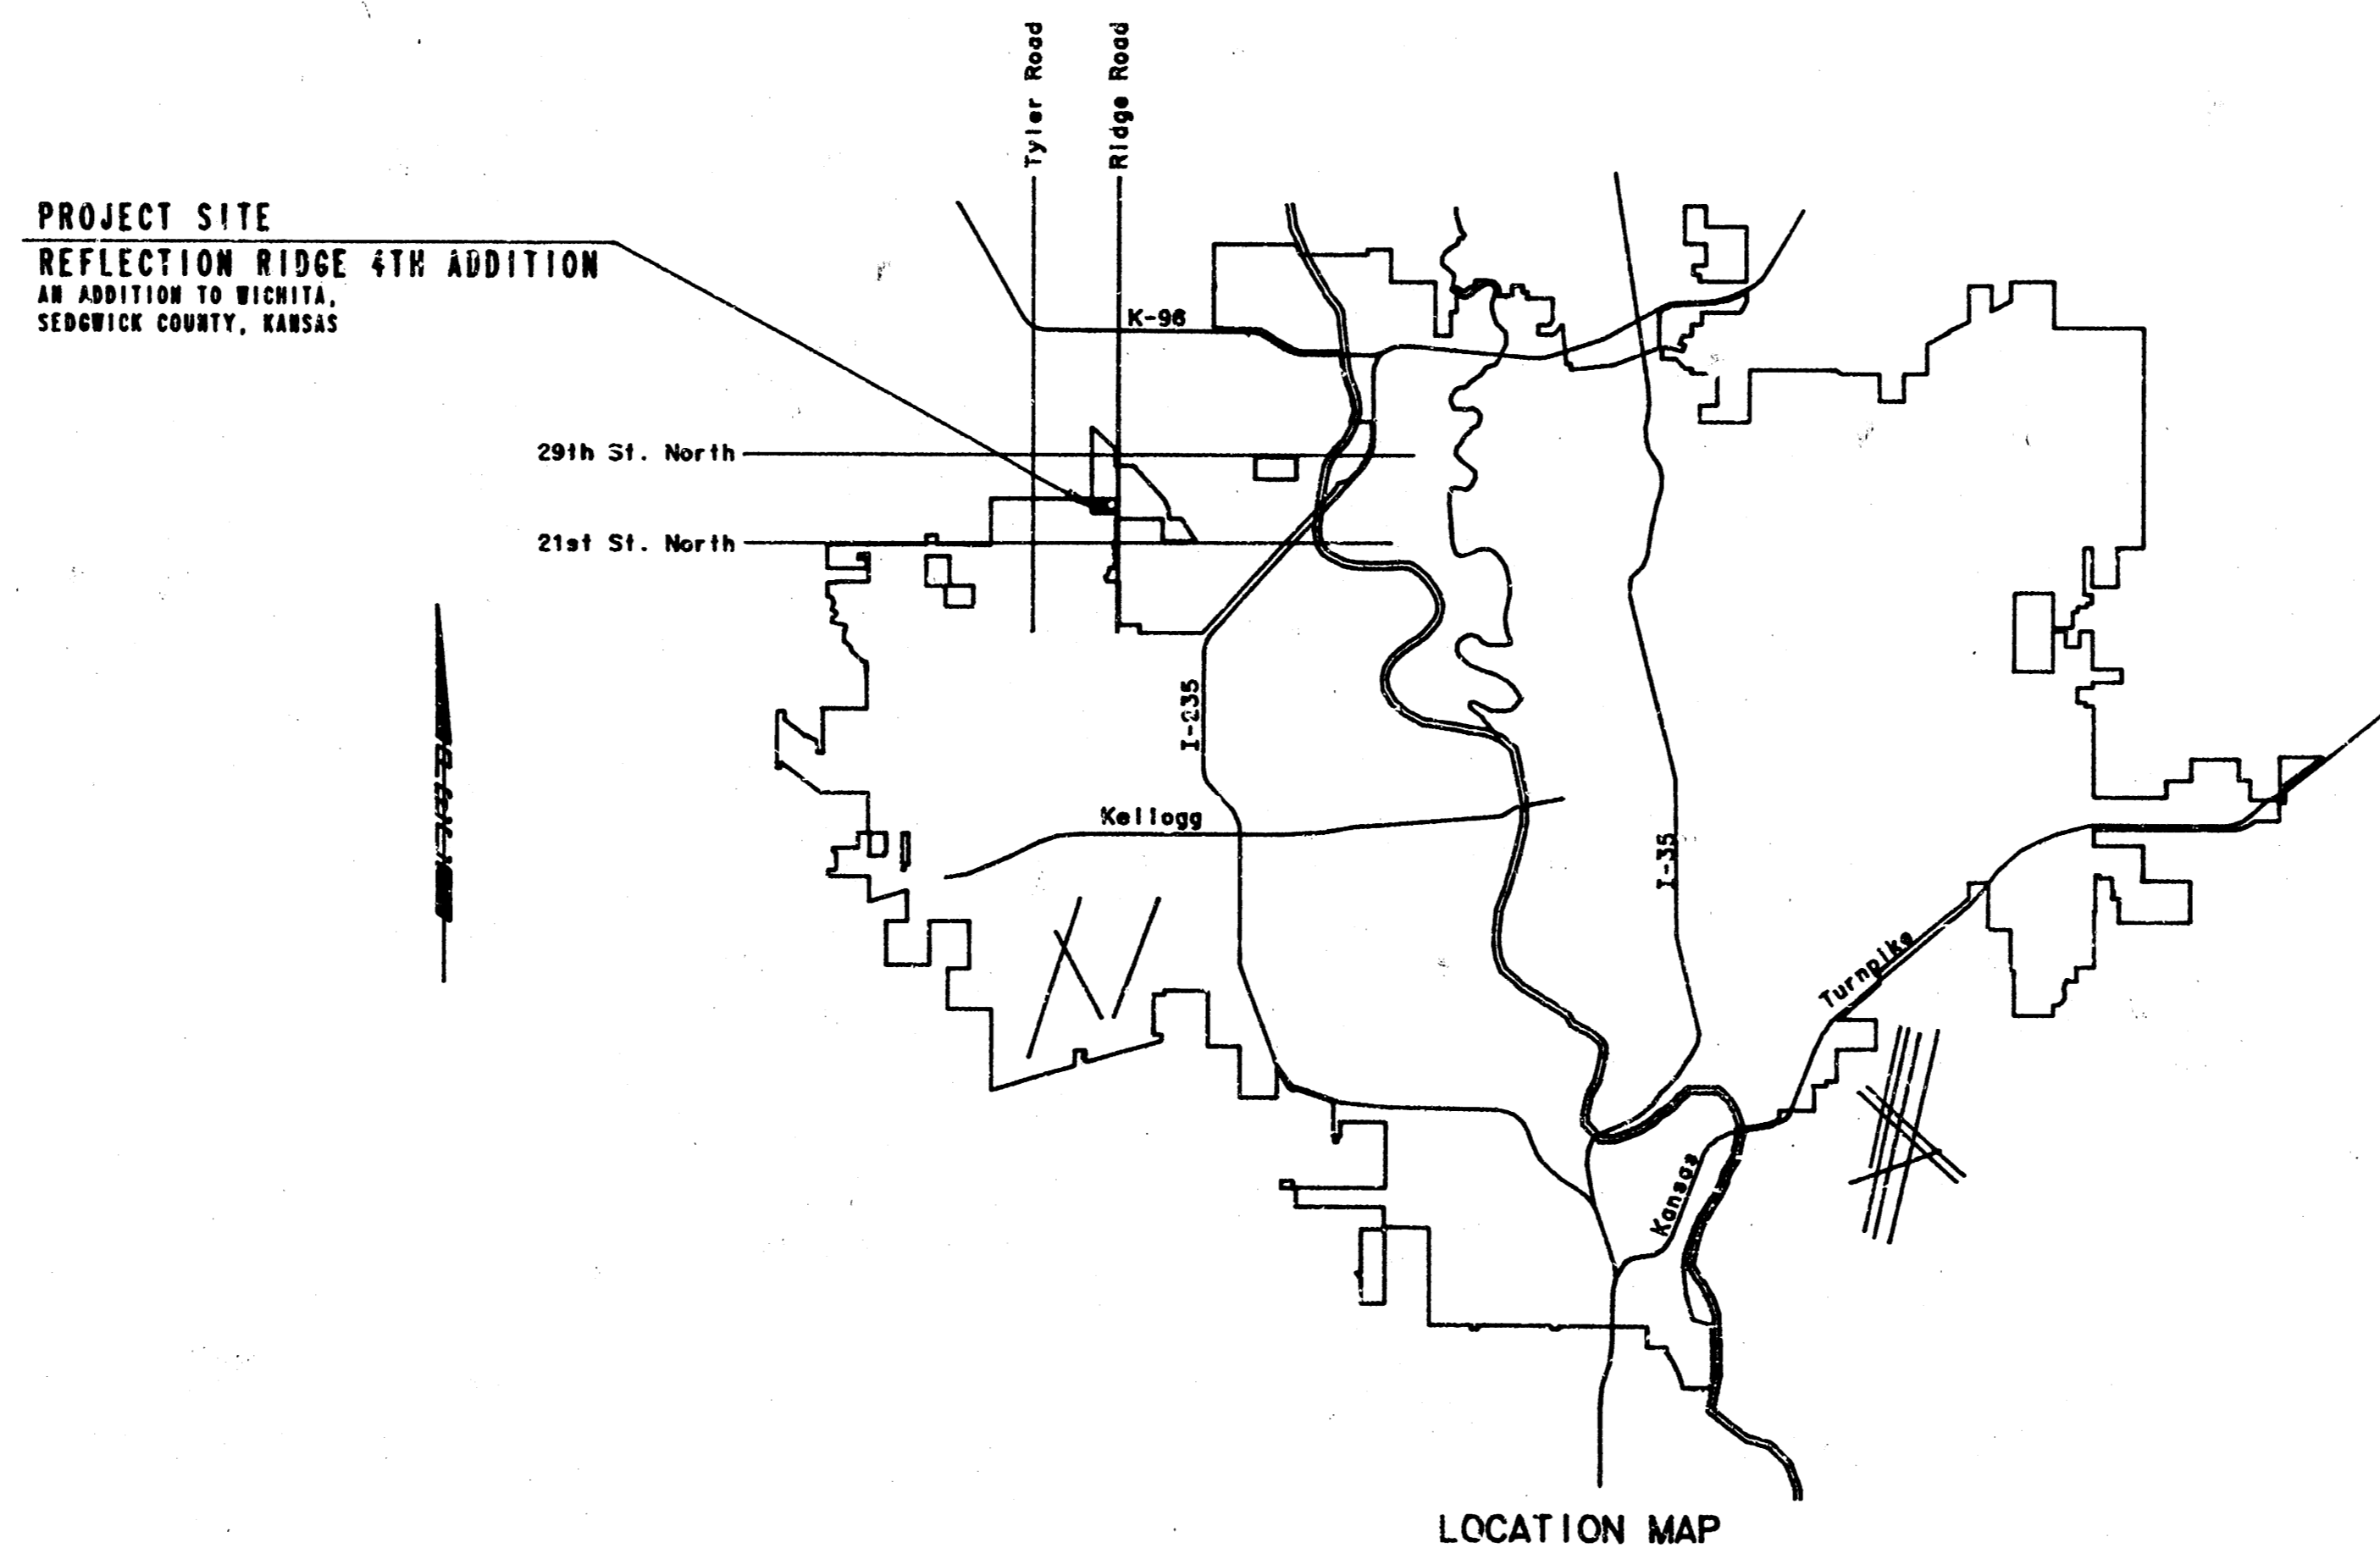 Tyler Road
Ridge Road
PROJECT SITE
REFLECTION RIDGE 4TH ADDITION
AN ADDITION TO WICHITA,
SEDGWICK COUNTY, KANSAS
K-96
29th St. North
21st St. North
I-235
Kellogg
I-35
Turnpike
Kansas
LOCATION MAP